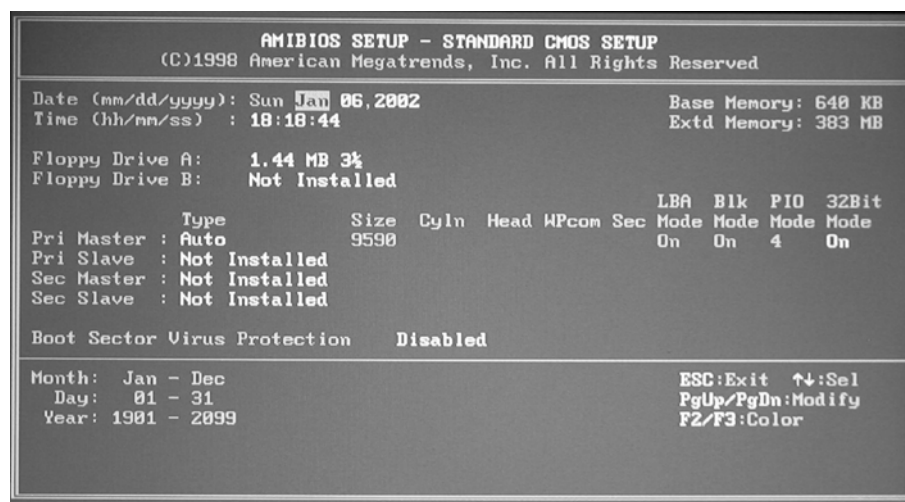 AMIBIOS SETUP - STANDARD CMOS SETUP
(C)1998 American Megatrends, Inc. All Rights Reserved
Date (mm/dd/yyyy): Sun Jan 06,2002 Base Memory: 640 KB
Time (hh/mm/ss) : 18:18:44 Extd Memory: 383 MB
Floppy Drive A: 1.44 MB 3½
Floppy Drive B: Not Installed
LBA Blk PIO 32Bit
Type Size Cyln Head WPcom Sec Mode Mode Mode Mode
Pri Master : Auto 9590 On On 4 On
Pri Slave : Not Installed
Sec Master : Not Installed
Sec Slave : Not Installed
Boot Sector Virus Protection Disabled
Month: Jan - Dec ESC:Exit ↑↓:Sel
Day: 01 - 31 PgUp/PgDn:Modify
Year: 1901 - 2099 F2/F3:Color